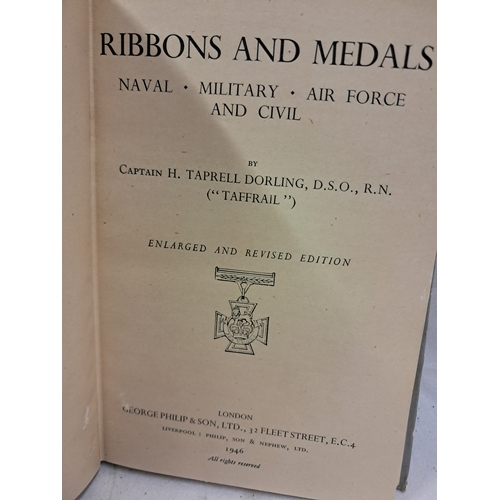 RIBBONS AND MEDALS
NAVAL · MILITARY · AIR FORCE
AND CIVIL
BY
CAPTAIN H. TAPRELL DORLING, D.S.O., R.N.
("TAFFRAIL")
ENLARGED AND REVISED EDITION
LONDON
GEORGE PHILIP & SON, LTD., 32 FLEET STREET, E.C.4
LIVERPOOL : PHILIP, SON & NEPHEW, LTD.
1946
All rights reserved